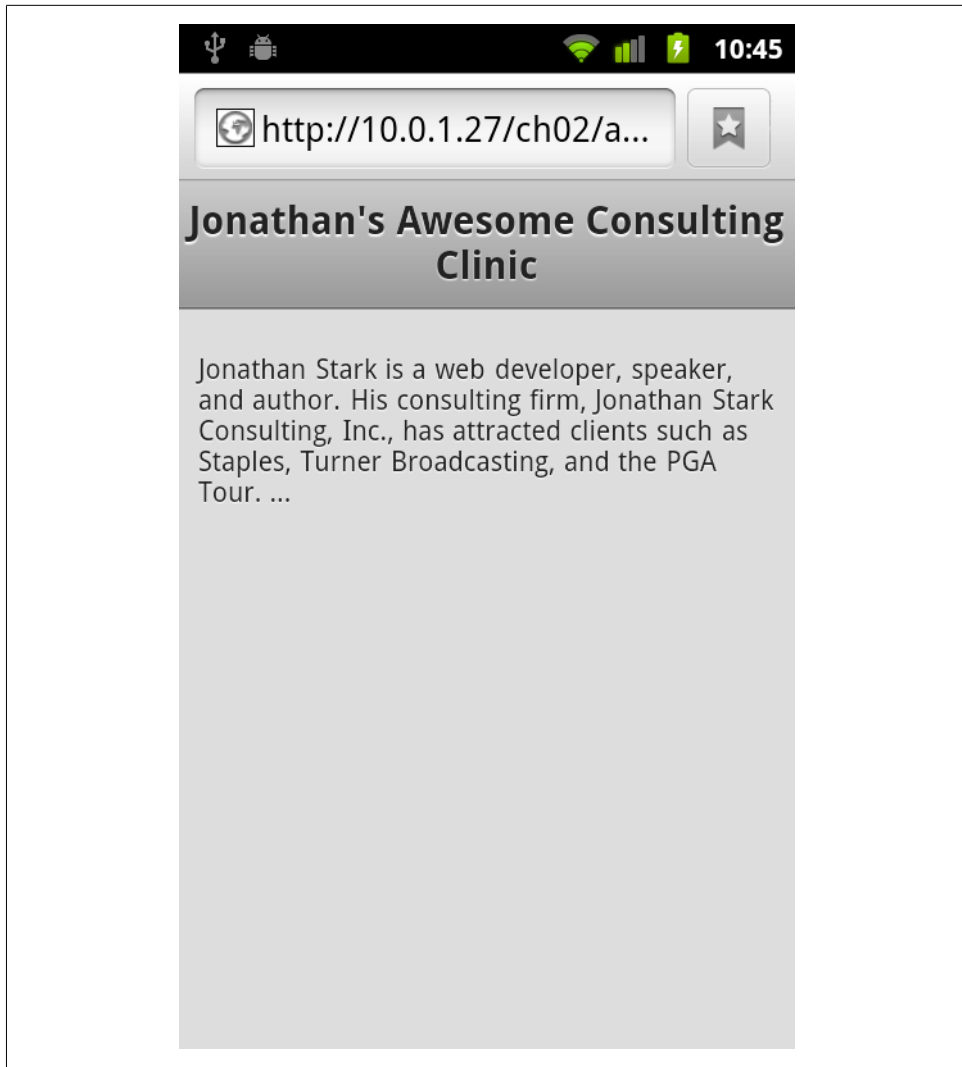 10:45
http://10.0.1.27/ch02/a...
Jonathan's Awesome Consulting
Clinic
Jonathan Stark is a web developer, speaker,
and author. His consulting firm, Jonathan Stark
Consulting, Inc., has attracted clients such as
Staples, Turner Broadcasting, and the PGA
Tour. ...